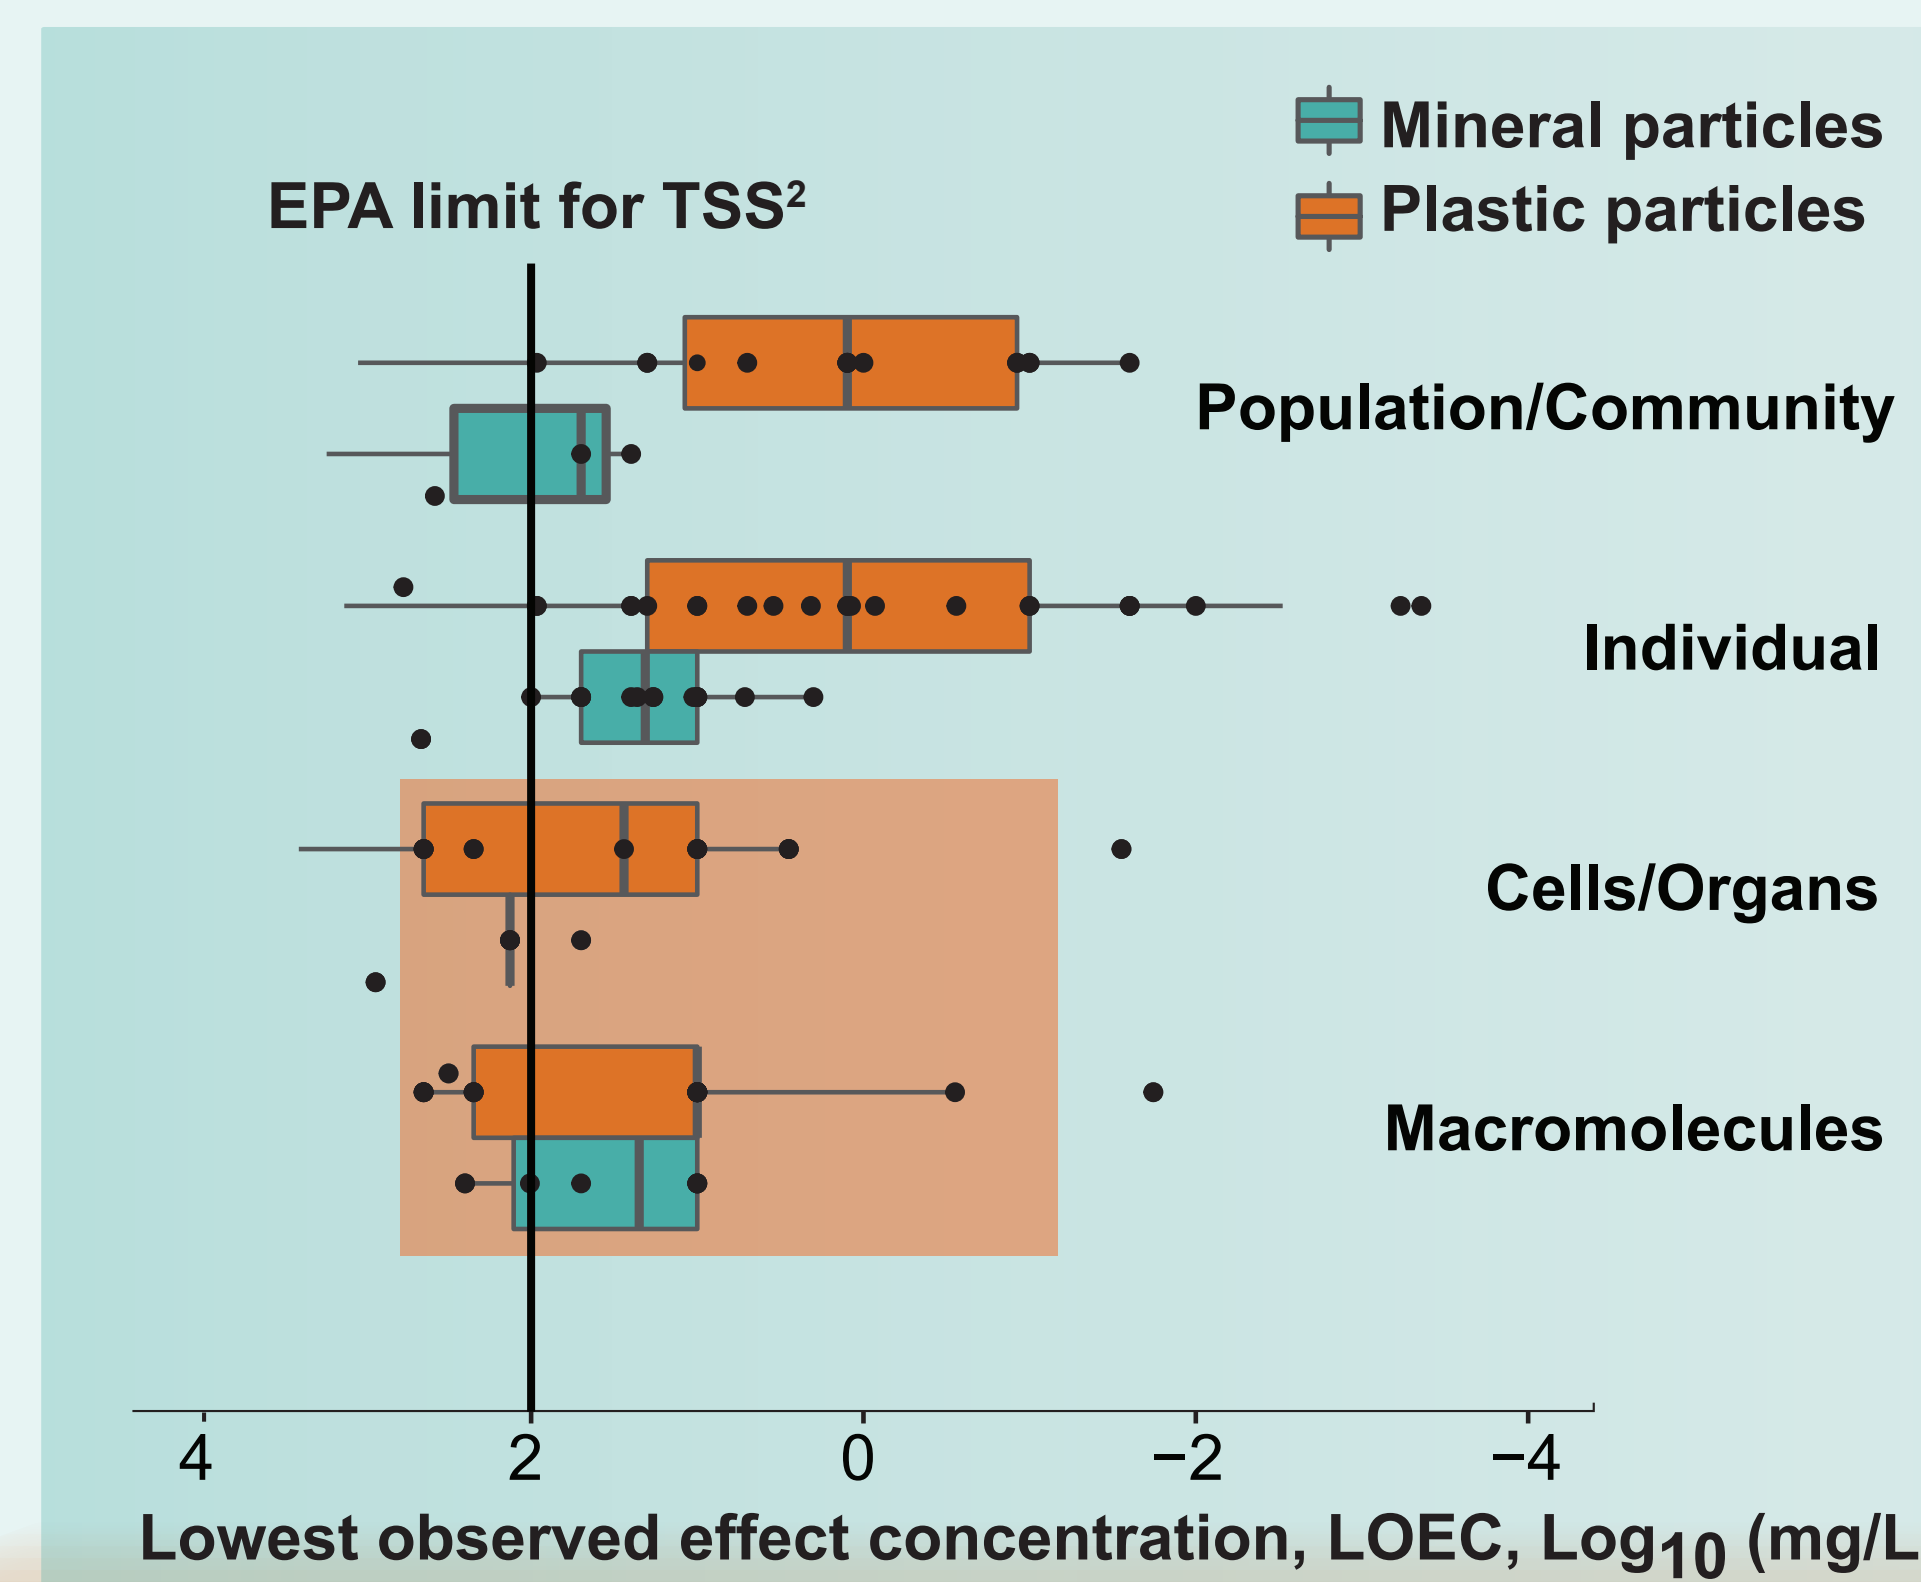 Mineral particles
Plastic particles
EPA limit for TSS²
Population/Community
Individual
Cells/Organs
Macromolecules
4 2 0 −2 −4
Lowest observed effect concentration, LOEC, Log₁₀ (mg/L